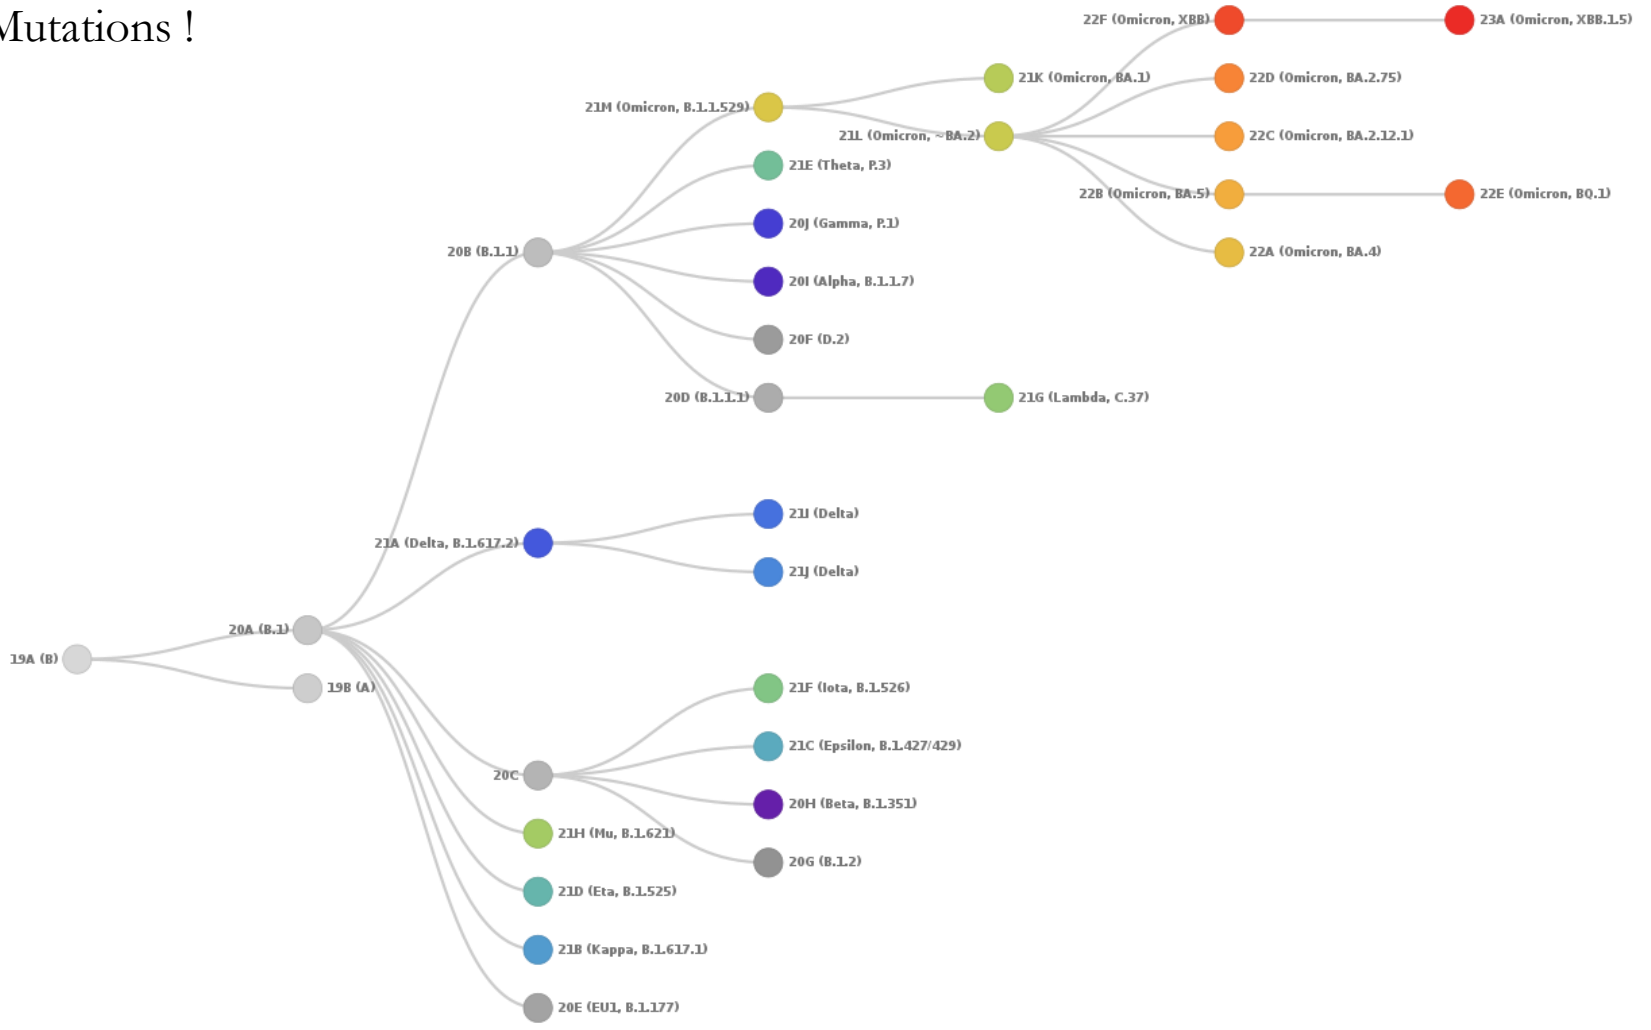 Mutations !
22F (Omicron, XBB)
23A (Omicron, XBB.1.5)
21K (Omicron, BA.1)
22D (Omicron, BA.2.75)
21M (Omicron, B.1.1.529)
21L (Omicron, ~BA.2)
22C (Omicron, BA.2.12.1)
21E (Theta, P.3)
22B (Omicron, BA.5)
22E (Omicron, BQ.1)
20J (Gamma, P.1)
20B (B.1.1)
22A (Omicron, BA.4)
20I (Alpha, B.1.1.7)
20F (D.2)
20D (B.1.1.1)
21G (Lambda, C.37)
21I (Delta)
21A (Delta, B.1.617.2)
21J (Delta)
20A (B.1)
19A (B)
19B (A)
21F (Iota, B.1.526)
21C (Epsilon, B.1.427/429)
20C
20H (Beta, B.1.351)
21H (Mu, B.1.621)
20G (B.1.2)
21D (Eta, B.1.525)
21B (Kappa, B.1.617.1)
20E (EU1, B.1.177)